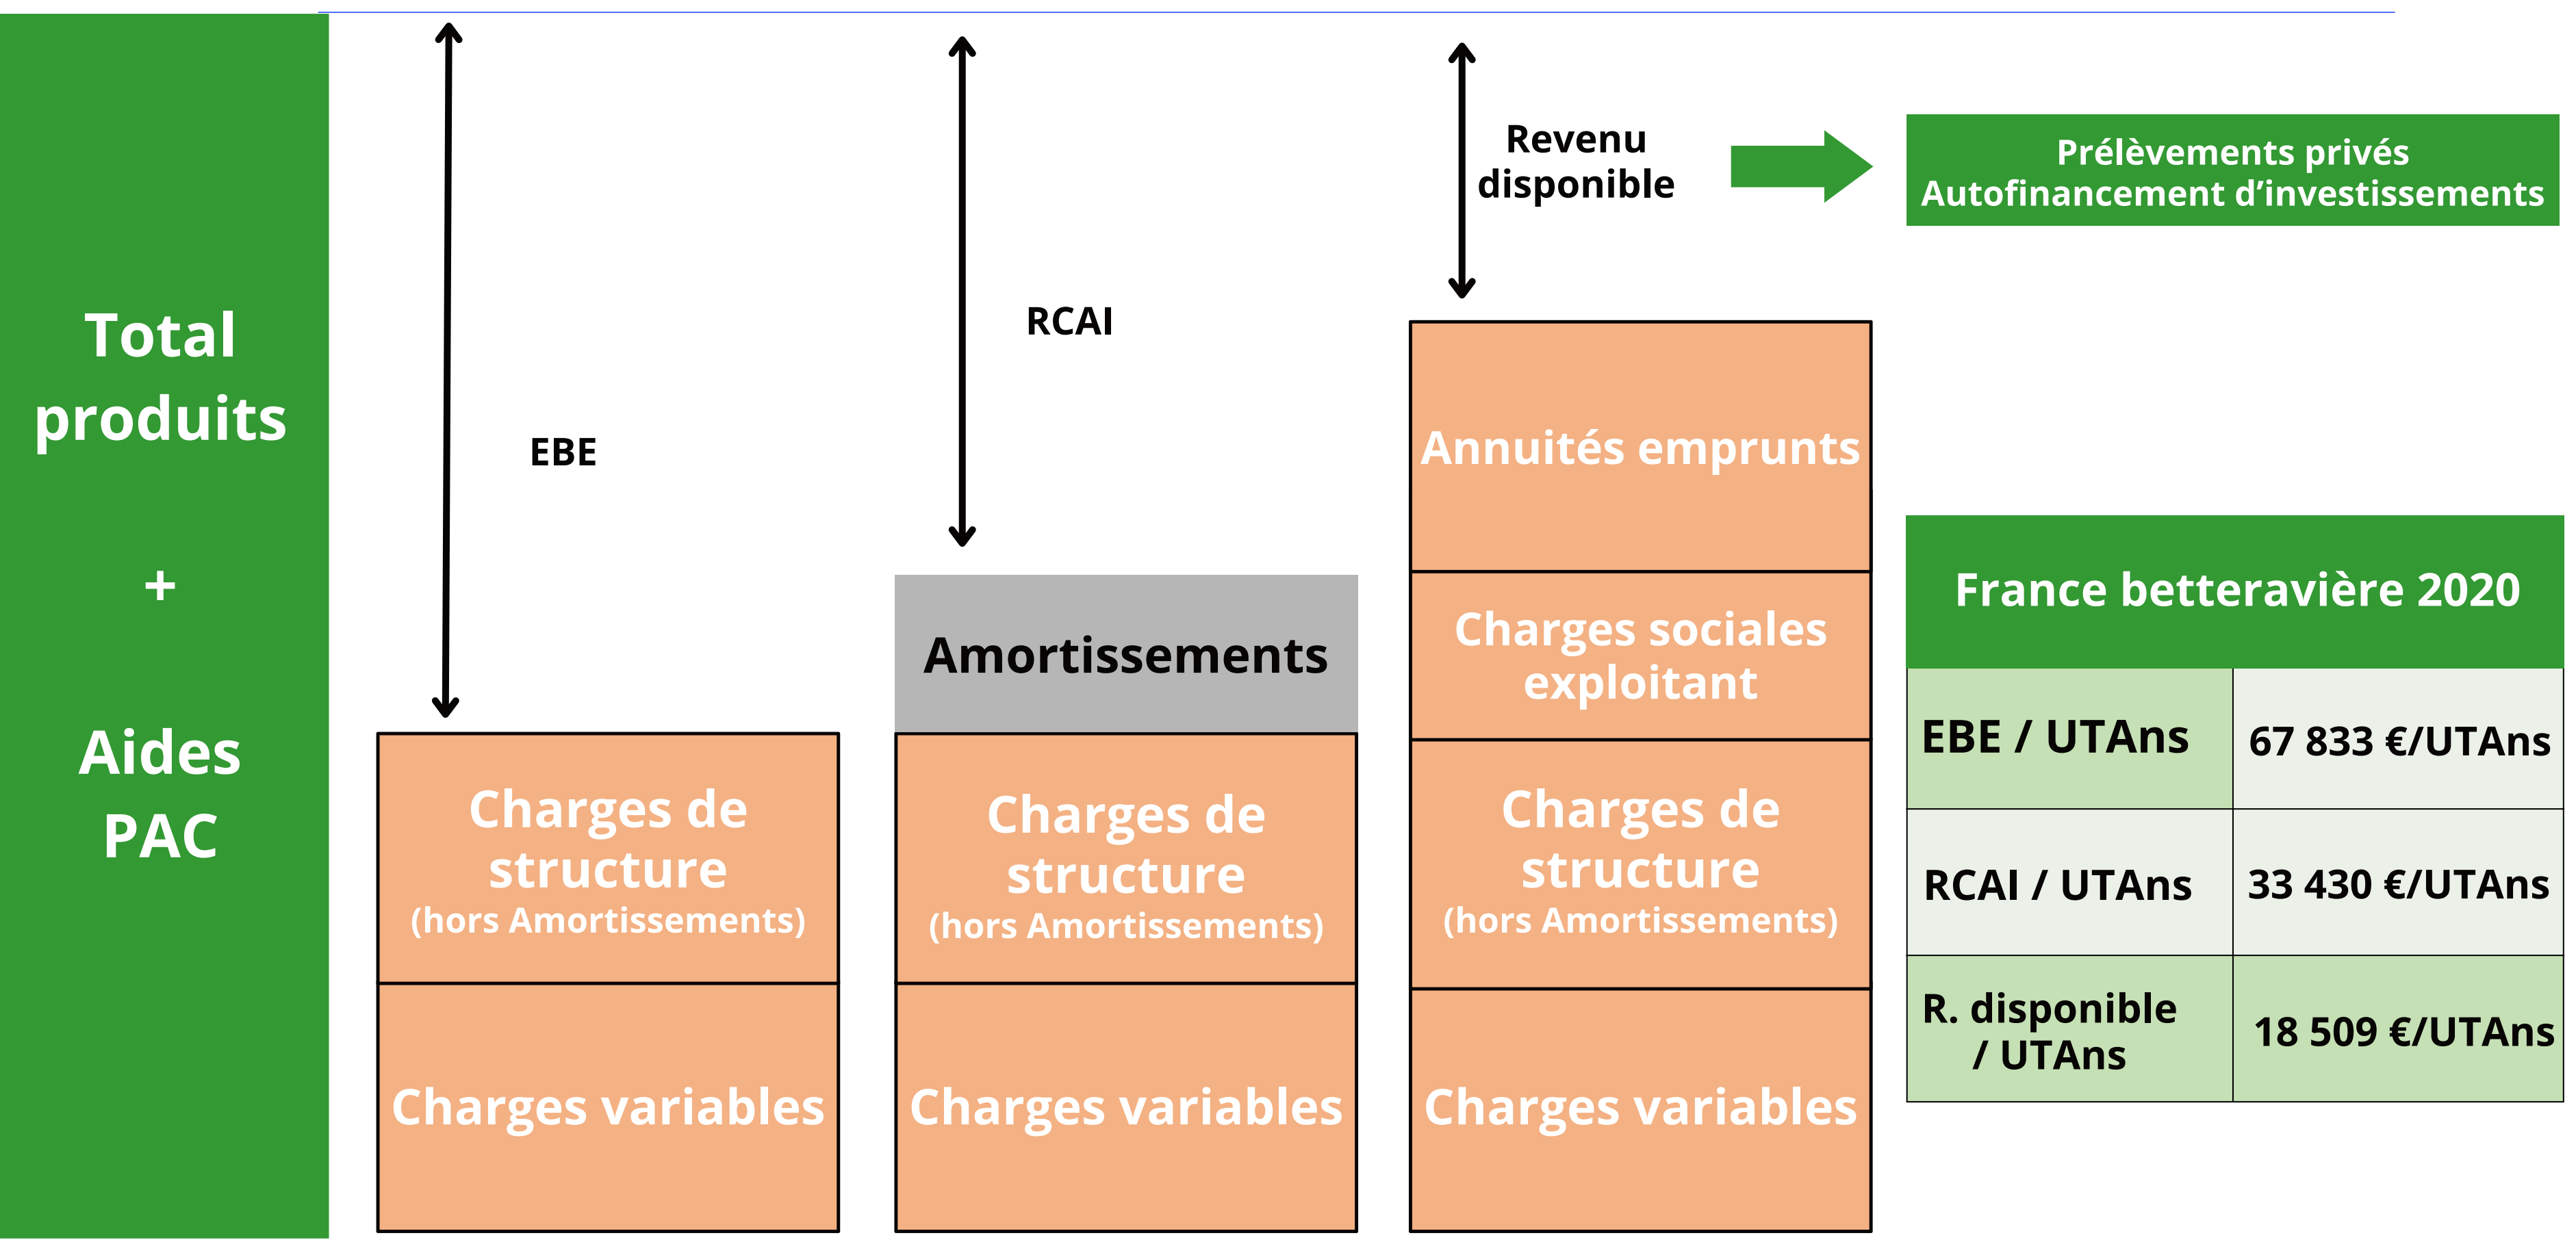 Total
produits
+
Aides
PAC
EBE
Charges de
structure
(hors Amortissements)
Charges variables
RCAI
Amortissements
Charges de
structure
(hors Amortissements)
Charges variables
Revenu
disponible
Annuités emprunts
Charges sociales
exploitant
Charges de
structure
(hors Amortissements)
Charges variables
Prélèvements privés
Autofinancement d’investissements
France betteravière 2020
EBE / UTAns 67 833 €/UTAns
RCAI / UTAns 33 430 €/UTAns
R. disponible
/ UTAns 18 509 €/UTAns